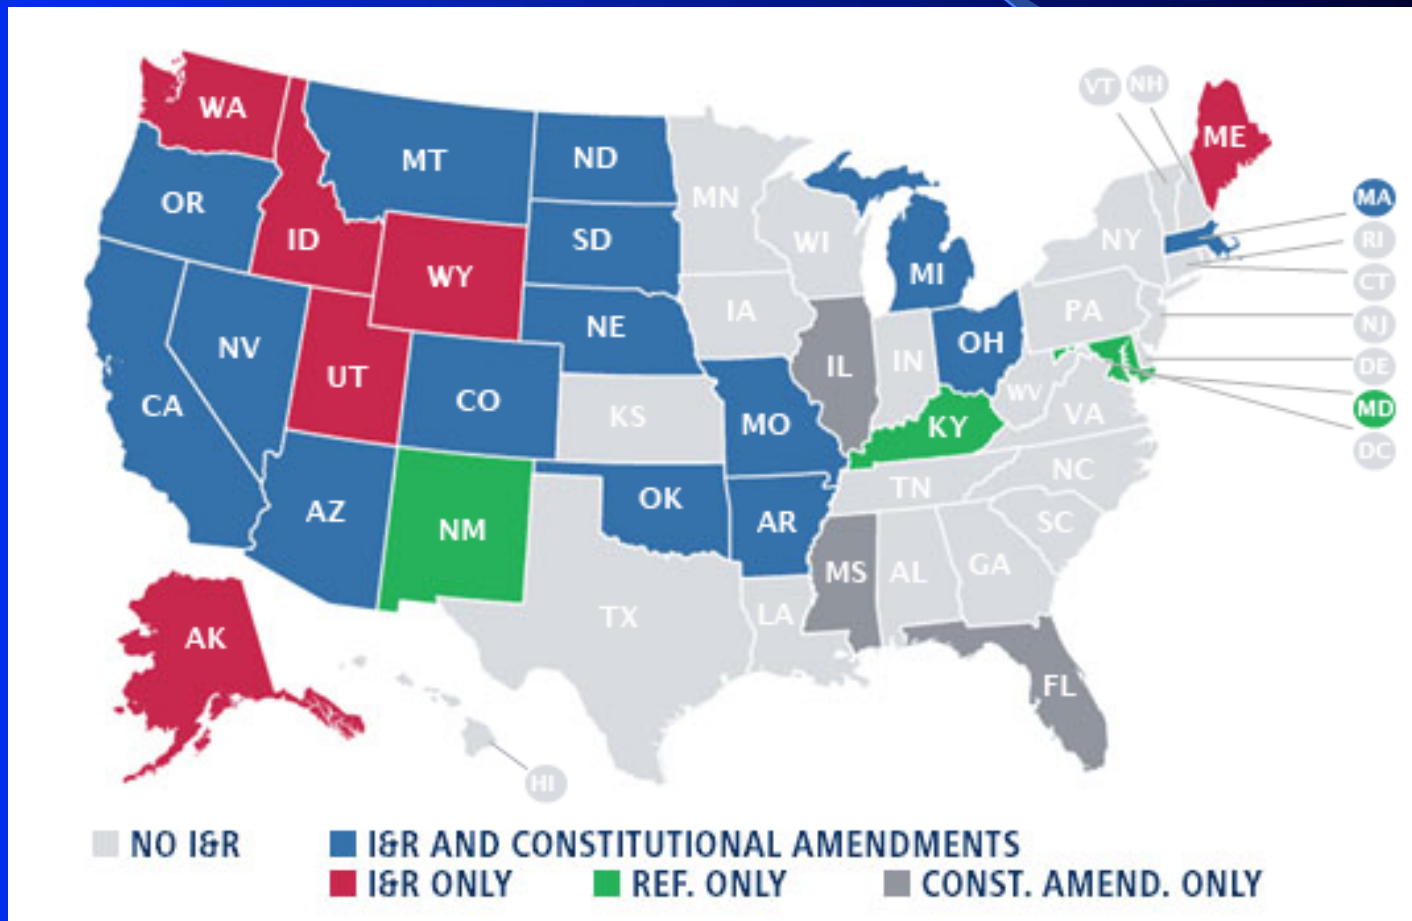 VT NH
WA
ME
MT ND
MN
OR
MA
ID SD WI NY RI
WY MI
CT
IA PA
NE NJ
NV OH
UT IL IN DE
CO WV
CA KS MO KY VA MD
DC
NC
TN
AZ OK
NM AR SC
MS AL GA
TX LA
AK
FL
HI
NO I&R I&R AND CONSTITUTIONAL AMENDMENTS
I&R ONLY REF. ONLY CONST. AMEND. ONLY